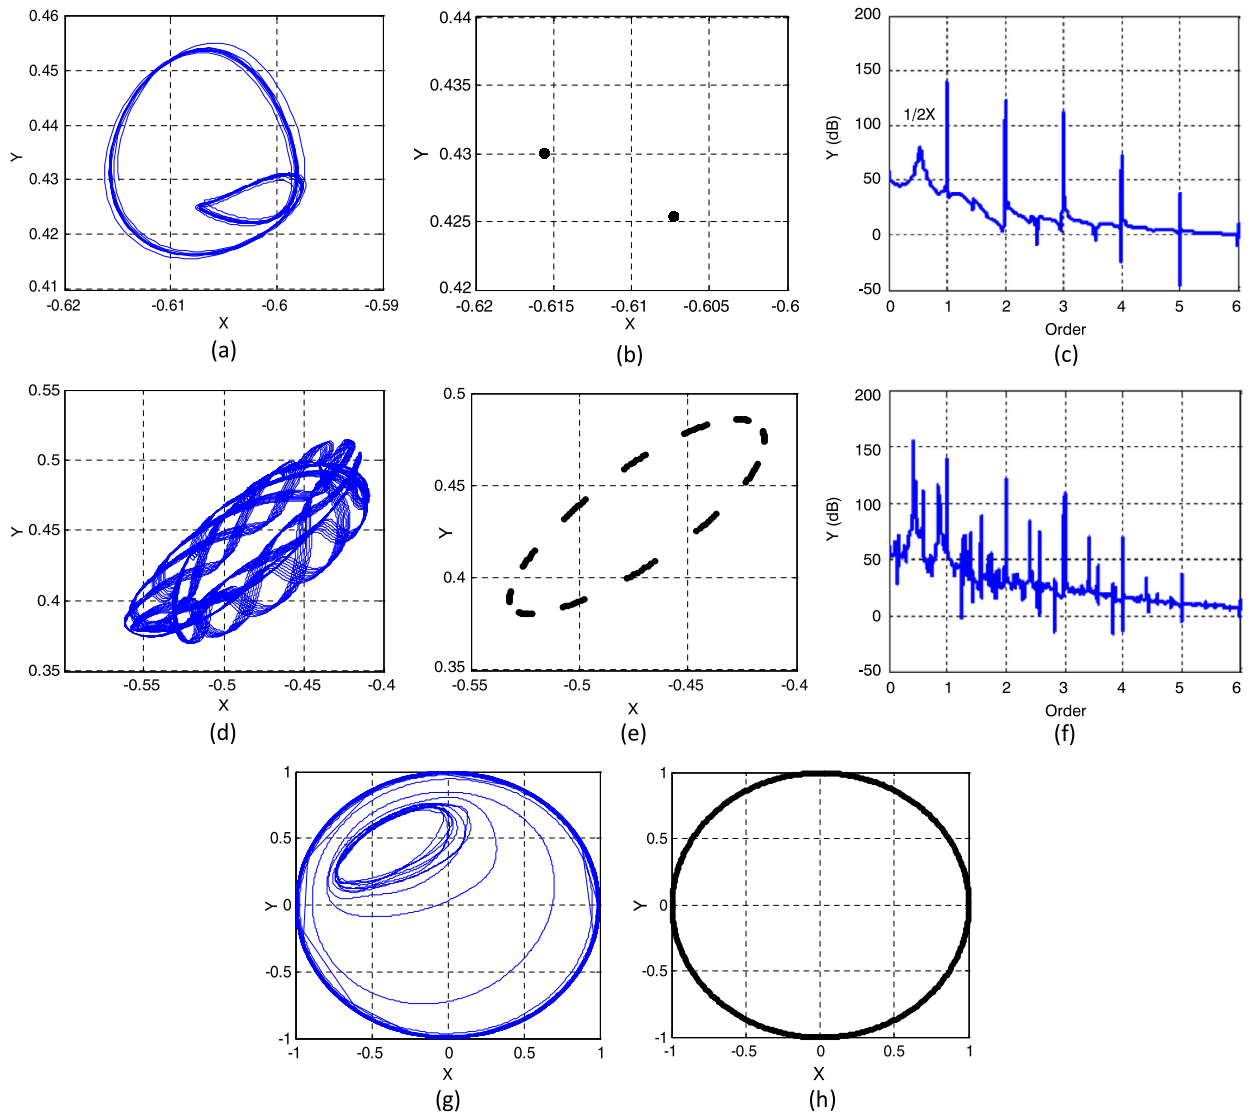 0.46
0.45
0.44
0.43
0.42
0.41
Y
-0.62
-0.61
-0.6
-0.59
X
(a)
0.44
0.435
0.43
0.425
0.42
Y
-0.62
-0.615
-0.61
-0.605
-0.6
X
(b)
200
150
100
50
0
-50
Y (dB)
1/2X
0 1 2 3 4 5 6
Order
(c)
0.55
0.5
0.45
0.4
0.35
Y
-0.55
-0.5
-0.45
-0.4
X
(d)
0.5
0.45
0.4
0.35
Y
-0.55
-0.5
-0.45
-0.4
X
(e)
200
150
100
50
0
-50
Y (dB)
0 1 2 3 4 5 6
Order
(f)
1
0.5
0
-0.5
-1
Y
-1 -0.5 0 0.5 1
X
(g)
1
0.5
0
-0.5
-1
Y
-1 -0.5 0 0.5 1
X
(h)